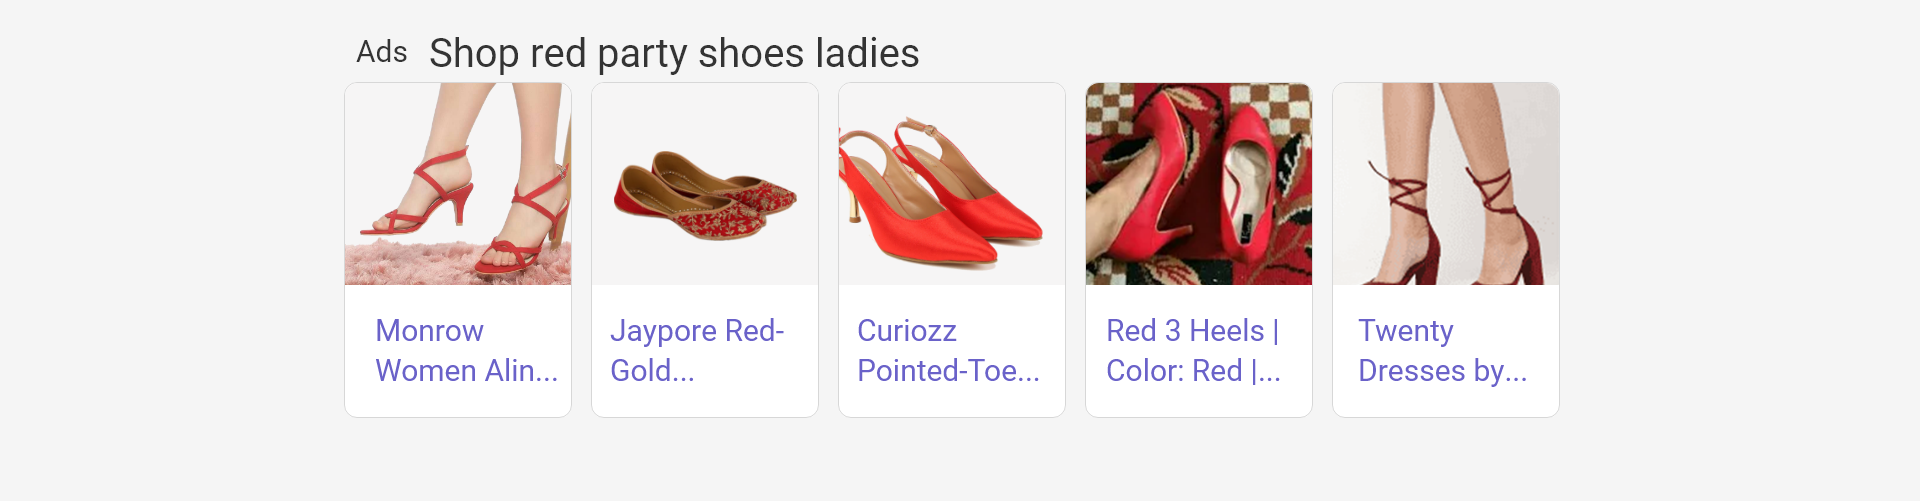 Ads Shop red party shoes ladies
Monrow
Women Alin...
Jaypore Red-
Gold...
Curiozz
Pointed-Toe...
Red 3 Heels |
Color: Red |...
Twenty
Dresses by...